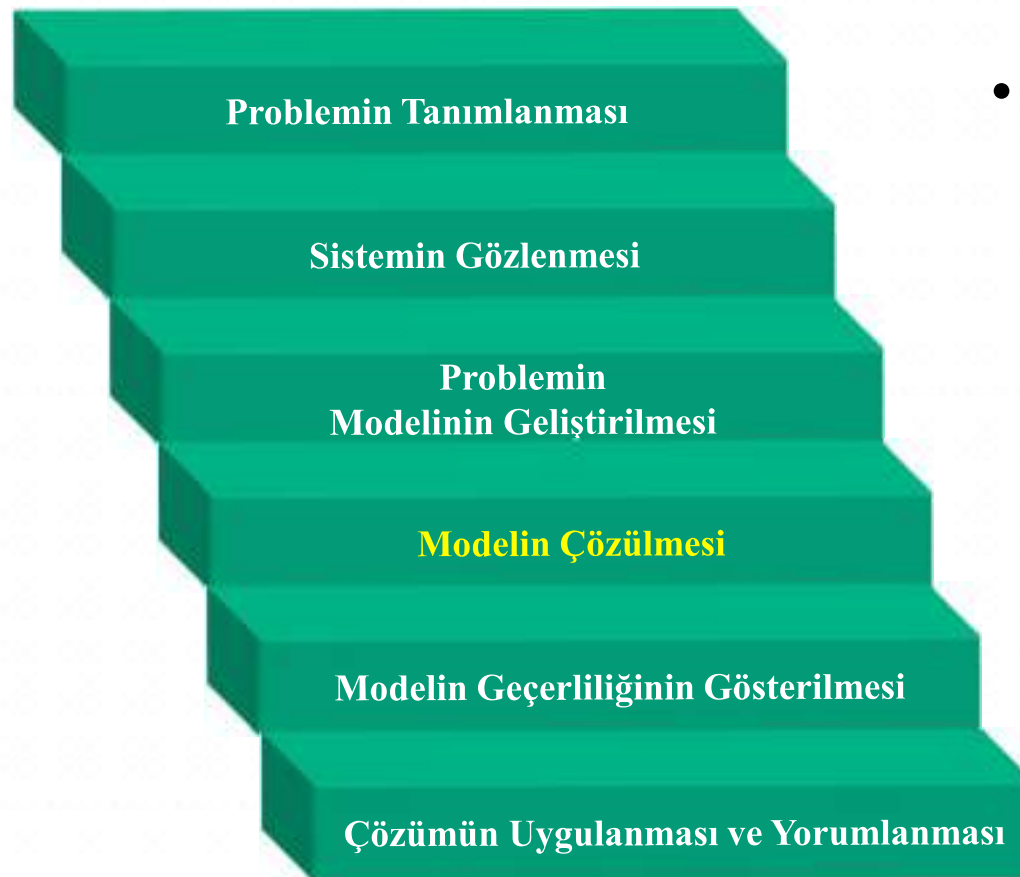 Problemin Tanımlanması
•
Sistemin Gözlenmesi
Problemin
Modelinin Geliştirilmesi
Modelin Çözülmesi
Modelin Geçerliliğinin Gösterilmesi
Çözümün Uygulanması ve Yorumlanması